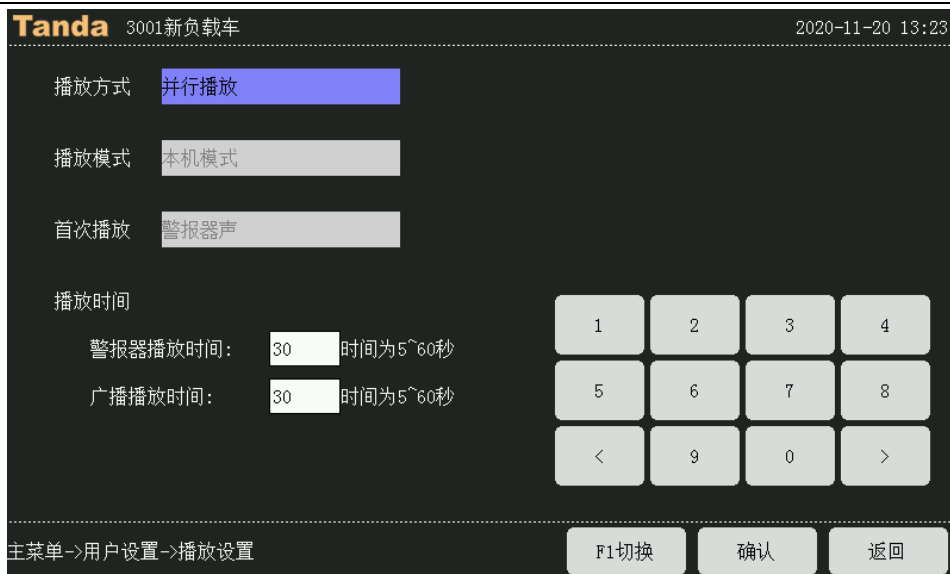 Tanda 3001新负载车 2020-11-20 13:23
播放方式 并行播放
播放模式 本机模式
首次播放 警报器声
播放时间
警报器播放时间: 30 时间为5~60秒
广播播放时间: 30 时间为5~60秒
1 2 3 4
5 6 7 8
< 9 0 >
主菜单->用户设置->播放设置 F1切换 确认 返回